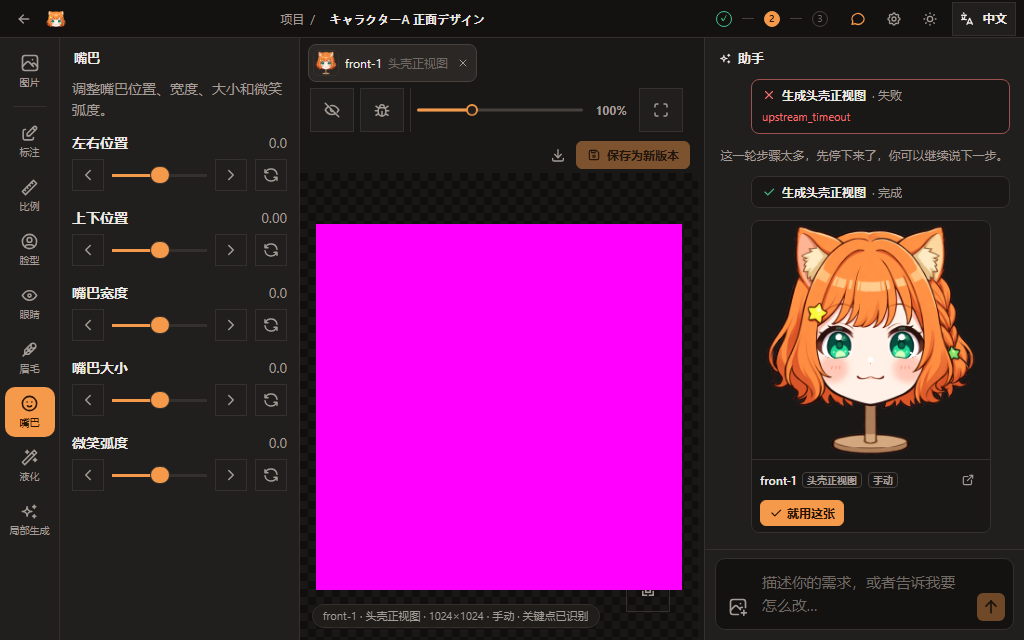 项目 / キャラクターA 正面デザイン
2
3
中文
图片
标注
比例
脸型
眼睛
眉毛
嘴巴
液化
局部生成
嘴巴
调整嘴巴位置、宽度、大小和微笑
弧度。
左右位置 0.0
上下位置 0.00
嘴巴宽度 0.0
嘴巴大小 0.0
微笑弧度 0.0
front-1 头壳正视图
100%
保存为新版本
front-1 · 头壳正视图 · 1024×1024 · 手动 · 关键点已识别
助手
生成头壳正视图 · 失败
upstream_timeout
这一轮步骤太多，先停下来了，你可以继续说下一步。
生成头壳正视图 · 完成
front-1 头壳正视图 手动
就用这张
描述你的需求，或者告诉我要
怎么改...